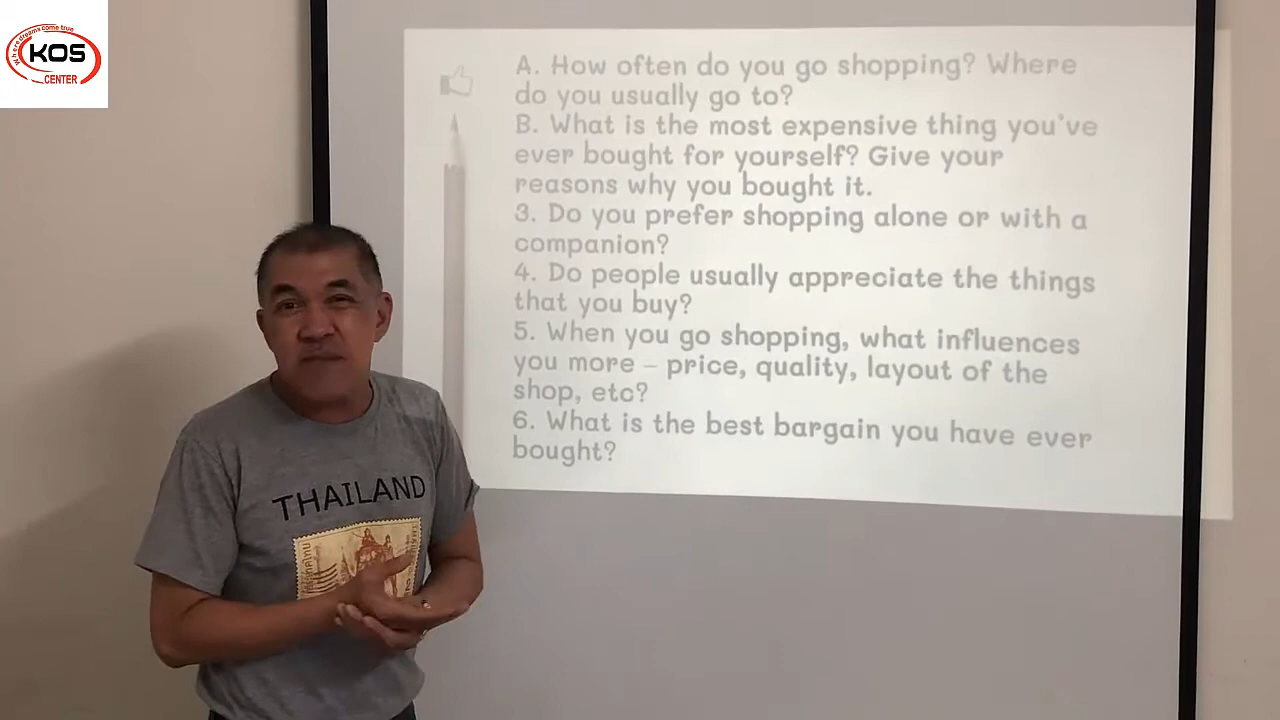 Where dreams come true
KOS
CENTER
A. How often do you go shopping? Where
do you usually go to?
B. What is the most expensive thing you've
ever bought for yourself? Give your
reasons why you bought it.
3. Do you prefer shopping alone or with a
companion?
4. Do people usually appreciate the things
that you buy?
5. When you go shopping, what influences
you more – price, quality, layout of the
shop, etc?
6. What is the best bargain you have ever
bought?
THAILAND